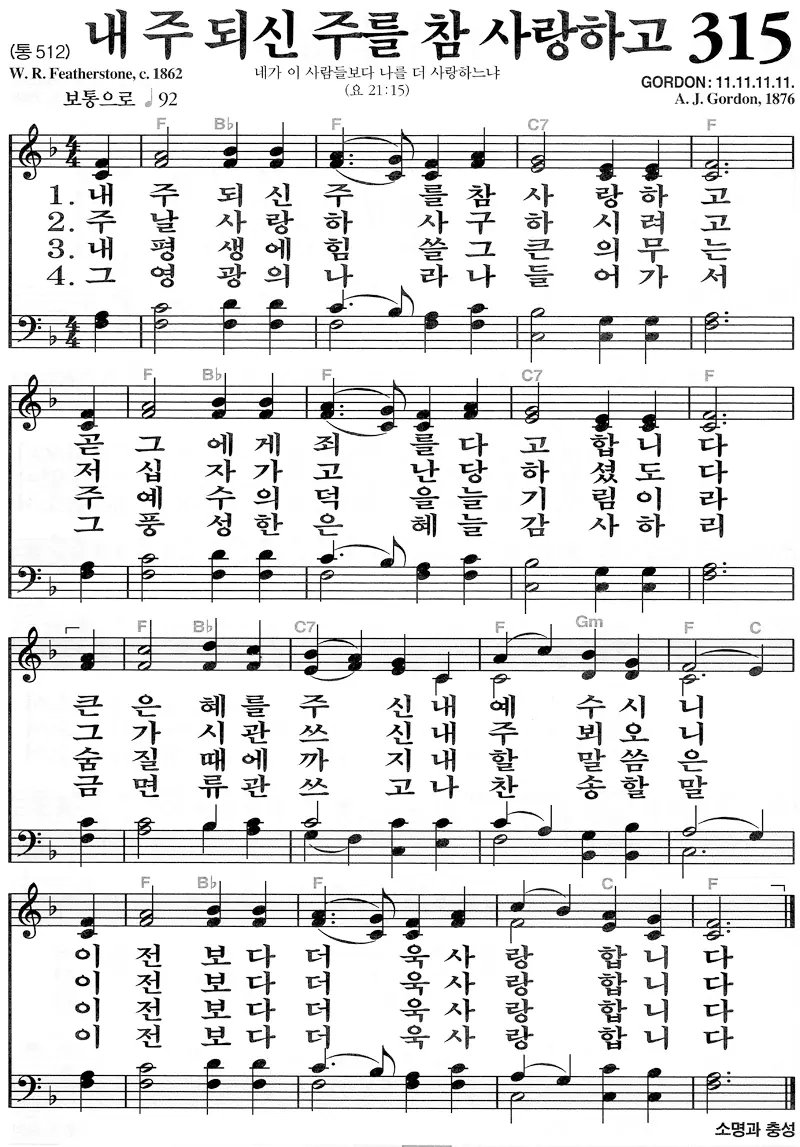 (통 512) 내 주 되신 주를 참 사랑하고 315
W. R. Featherstone, c. 1862 네가 이 사람들보다 나를 더 사랑하느냐 GORDON : 11.11.11.11.
(요 21:15) A. J. Gordon, 1876
보통으로 ♩ 92
F B♭ F C7 F
1. 내 주 되 신 주 를 참 사 랑 하 고
2. 주 날 사 랑 하 사 구 하 시 려 고
3. 내 평 생 에 힘 쓸 그 큰 의 무 는
4. 그 영 광 의 나 라 나 들 어 가 서
F B♭ F C7 F
곧 그 에 게 죄 를 다 고 합 니 다
저 십 자 가 고 난 당 하 셨 도 다
주 예 수 의 덕 을 늘 기 림 이 라
그 풍 성 한 은 혜 늘 감 사 하 리
F B♭ C7 F Gm F C
큰 은 혜 를 주 신 내 예 수 시 니
그 가 시 관 쓰 신 내 주 뵈 오 니
숨 질 때 에 까 지 내 할 말 씀 은
금 면 류 관 쓰 고 나 찬 송 할 말
F B♭ F C F
이 전 보 다 더 욱 사 랑 합 니 다
이 전 보 다 더 욱 사 랑 합 니 다
이 전 보 다 더 욱 사 랑 합 니 다
이 전 보 다 더 욱 사 랑 합 니 다
소명과 충성